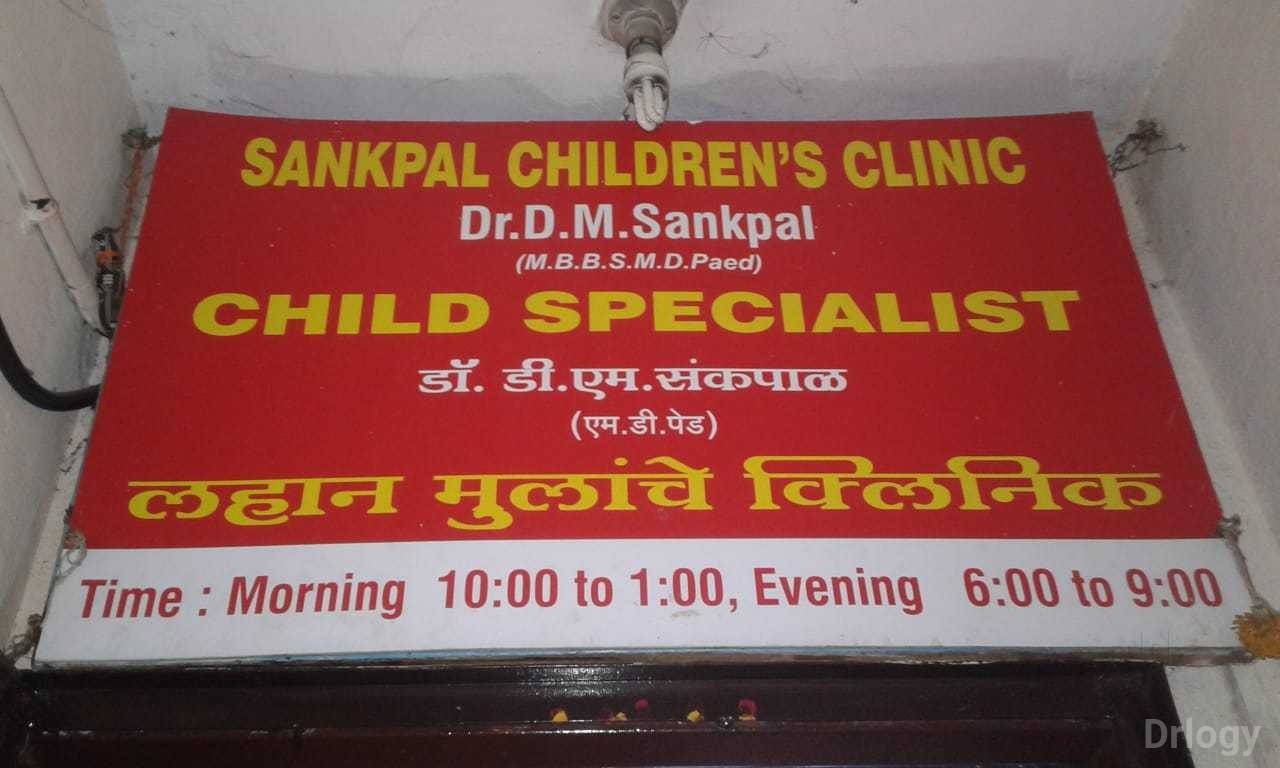 SANKPAL CHILDREN'S CLINIC
Dr.D.M.Sankpal
(M.B.B.S.M.D.Paed)
CHILD SPECIALIST
डॉ. डी.एम.संकपाळ
(एम.डी.पेड)
लहान मुलांचे क्लिनिक
Time : Morning 10:00 to 1:00, Evening 6:00 to 9:00
Drlogy